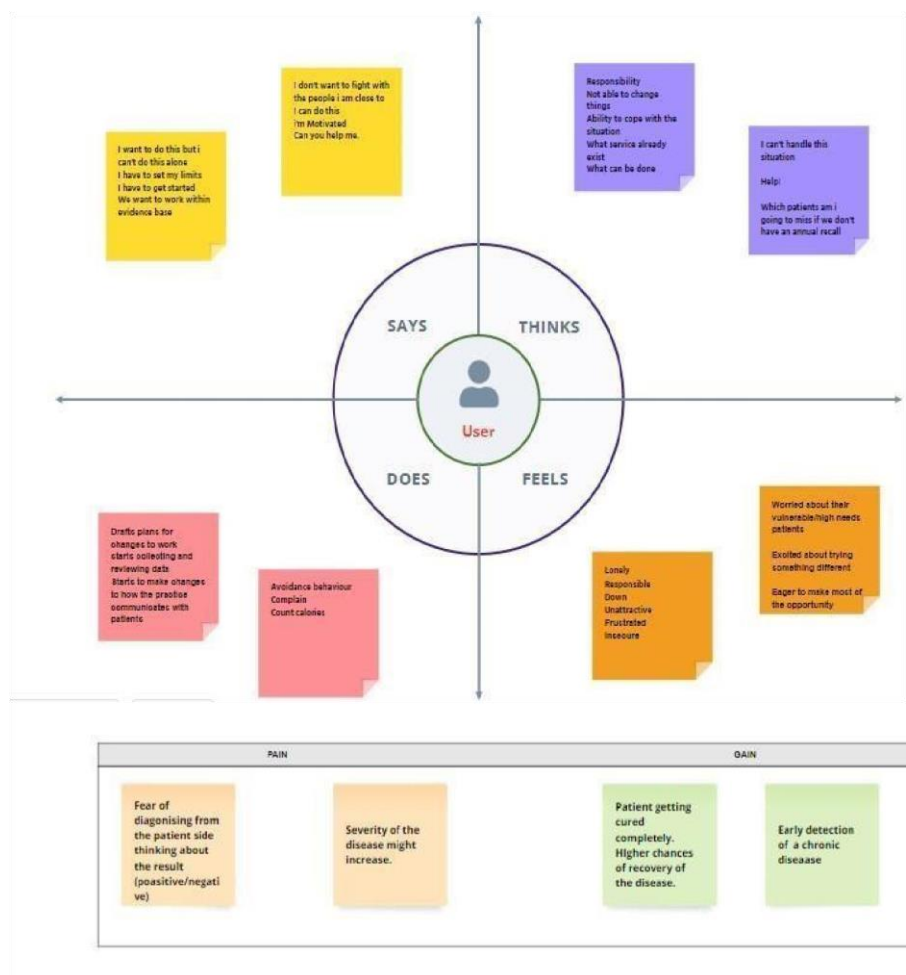 I don't want to fight with
the people i am close to
I can do this
I'm Motivated
Can you help me.
I want to do this but i
can't do this alone
I have to set my limits
I have to get started
We want to work within
evidence base
Responsibility
Not able to change
things
Ability to cope with the
situation
What service already
exist
What can be done
I can't handle this
situation
Help!
Which patients am i
going to miss if we don't
have an annual recall
SAYS
THINKS
User
DOES
FEELS
Drafts plans for
changes to work
starts collecting and
reviewing data
Starts to make changes
to how the practice
communicates with
patients
Avoidance behaviour
Complain
Count calories
Lonely
Responsible
Down
Unattractive
Frustrated
Insecure
Worried about their
vulnerable/high needs
patients
Excited about trying
something different
Eager to make most of
the opportunity
PAIN
GAIN
Fear of
diagonising from
the patient side
thinking about
the result
(poasitive/negati
ve)
Severity of the
disease might
increase.
Patient getting
cured
completely.
HIgher chances
of recovery of
the disease.
Early detection
of a chronic
diseaase